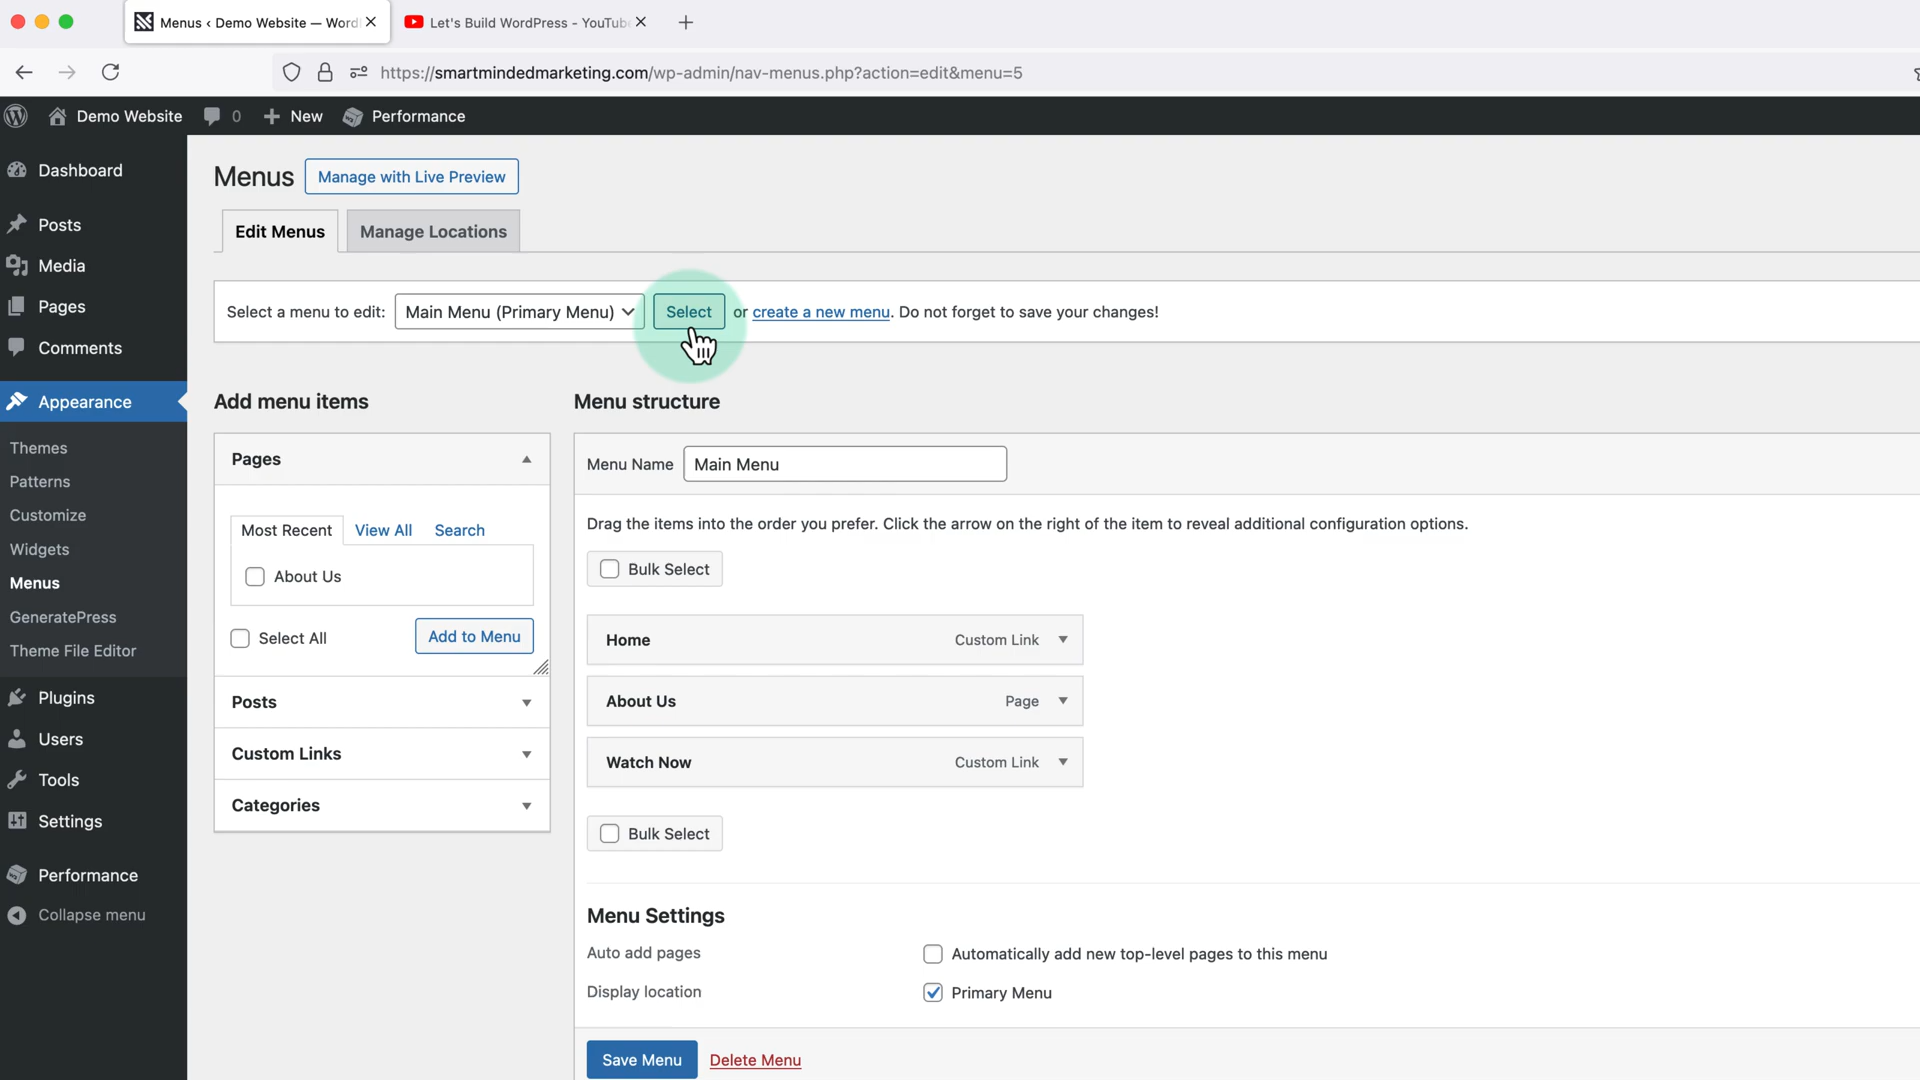 Menus ‹ Demo Website — Word
Let's Build WordPress - YouTub
https://smartmindedmarketing.com/wp-admin/nav-menus.php?action=edit&menu=5
Demo Website 0 New Performance
Dashboard
Posts
Media
Pages
Comments
Appearance
Themes
Patterns
Customize
Widgets
Menus
GeneratePress
Theme File Editor
Plugins
Users
Tools
Settings
Performance
Collapse menu
Menus Manage with Live Preview
Edit Menus Manage Locations
Select a menu to edit: Main Menu (Primary Menu) Select or create a new menu. Do not forget to save your changes!
Add menu items
Pages
Most Recent View All Search
About Us
Select All Add to Menu
Posts
Custom Links
Categories
Menu structure
Menu Name Main Menu
Drag the items into the order you prefer. Click the arrow on the right of the item to reveal additional configuration options.
Bulk Select
Home Custom Link
About Us Page
Watch Now Custom Link
Bulk Select
Menu Settings
Auto add pages Automatically add new top-level pages to this menu
Display location Primary Menu
Save Menu Delete Menu